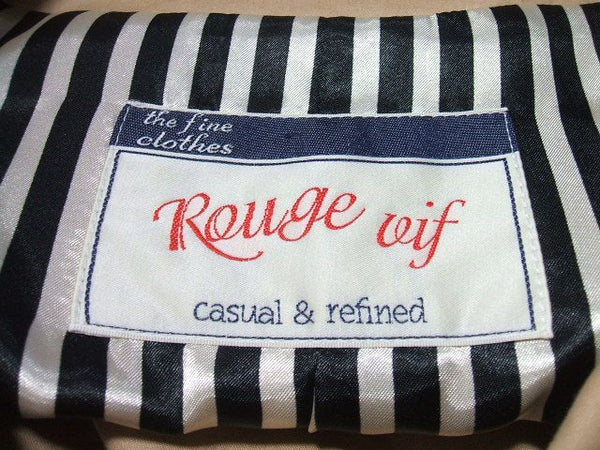 the fine
clothes
Rouge vif
casual & refined